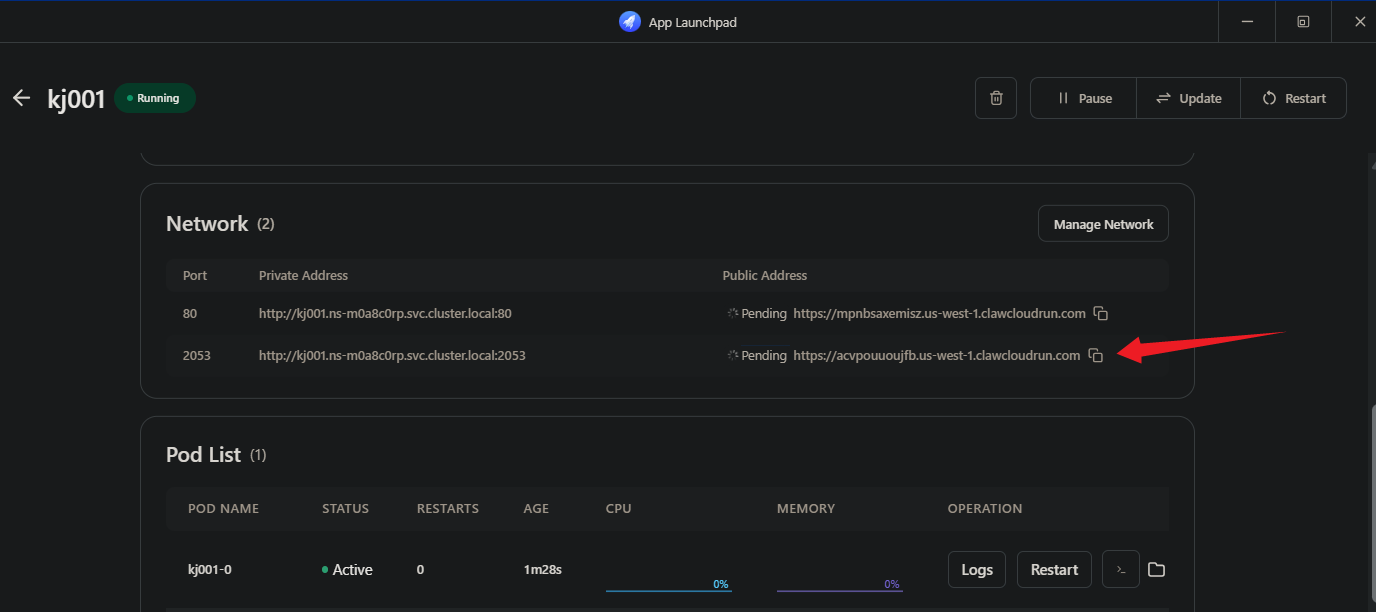 App Launchpad
kj001 Running Pause Update Restart
Network (2) Manage Network
Port Private Address Public Address
80 http://kj001.ns-m0a8c0rp.svc.cluster.local:80 Pending https://mpnbsaxemisz.us-west-1.clawcloudrun.com
2053 http://kj001.ns-m0a8c0rp.svc.cluster.local:2053 Pending https://acvpouuoujfb.us-west-1.clawcloudrun.com
Pod List (1)
POD NAME STATUS RESTARTS AGE CPU MEMORY OPERATION
kj001-0 Active 0 1m28s 0% 0% Logs Restart